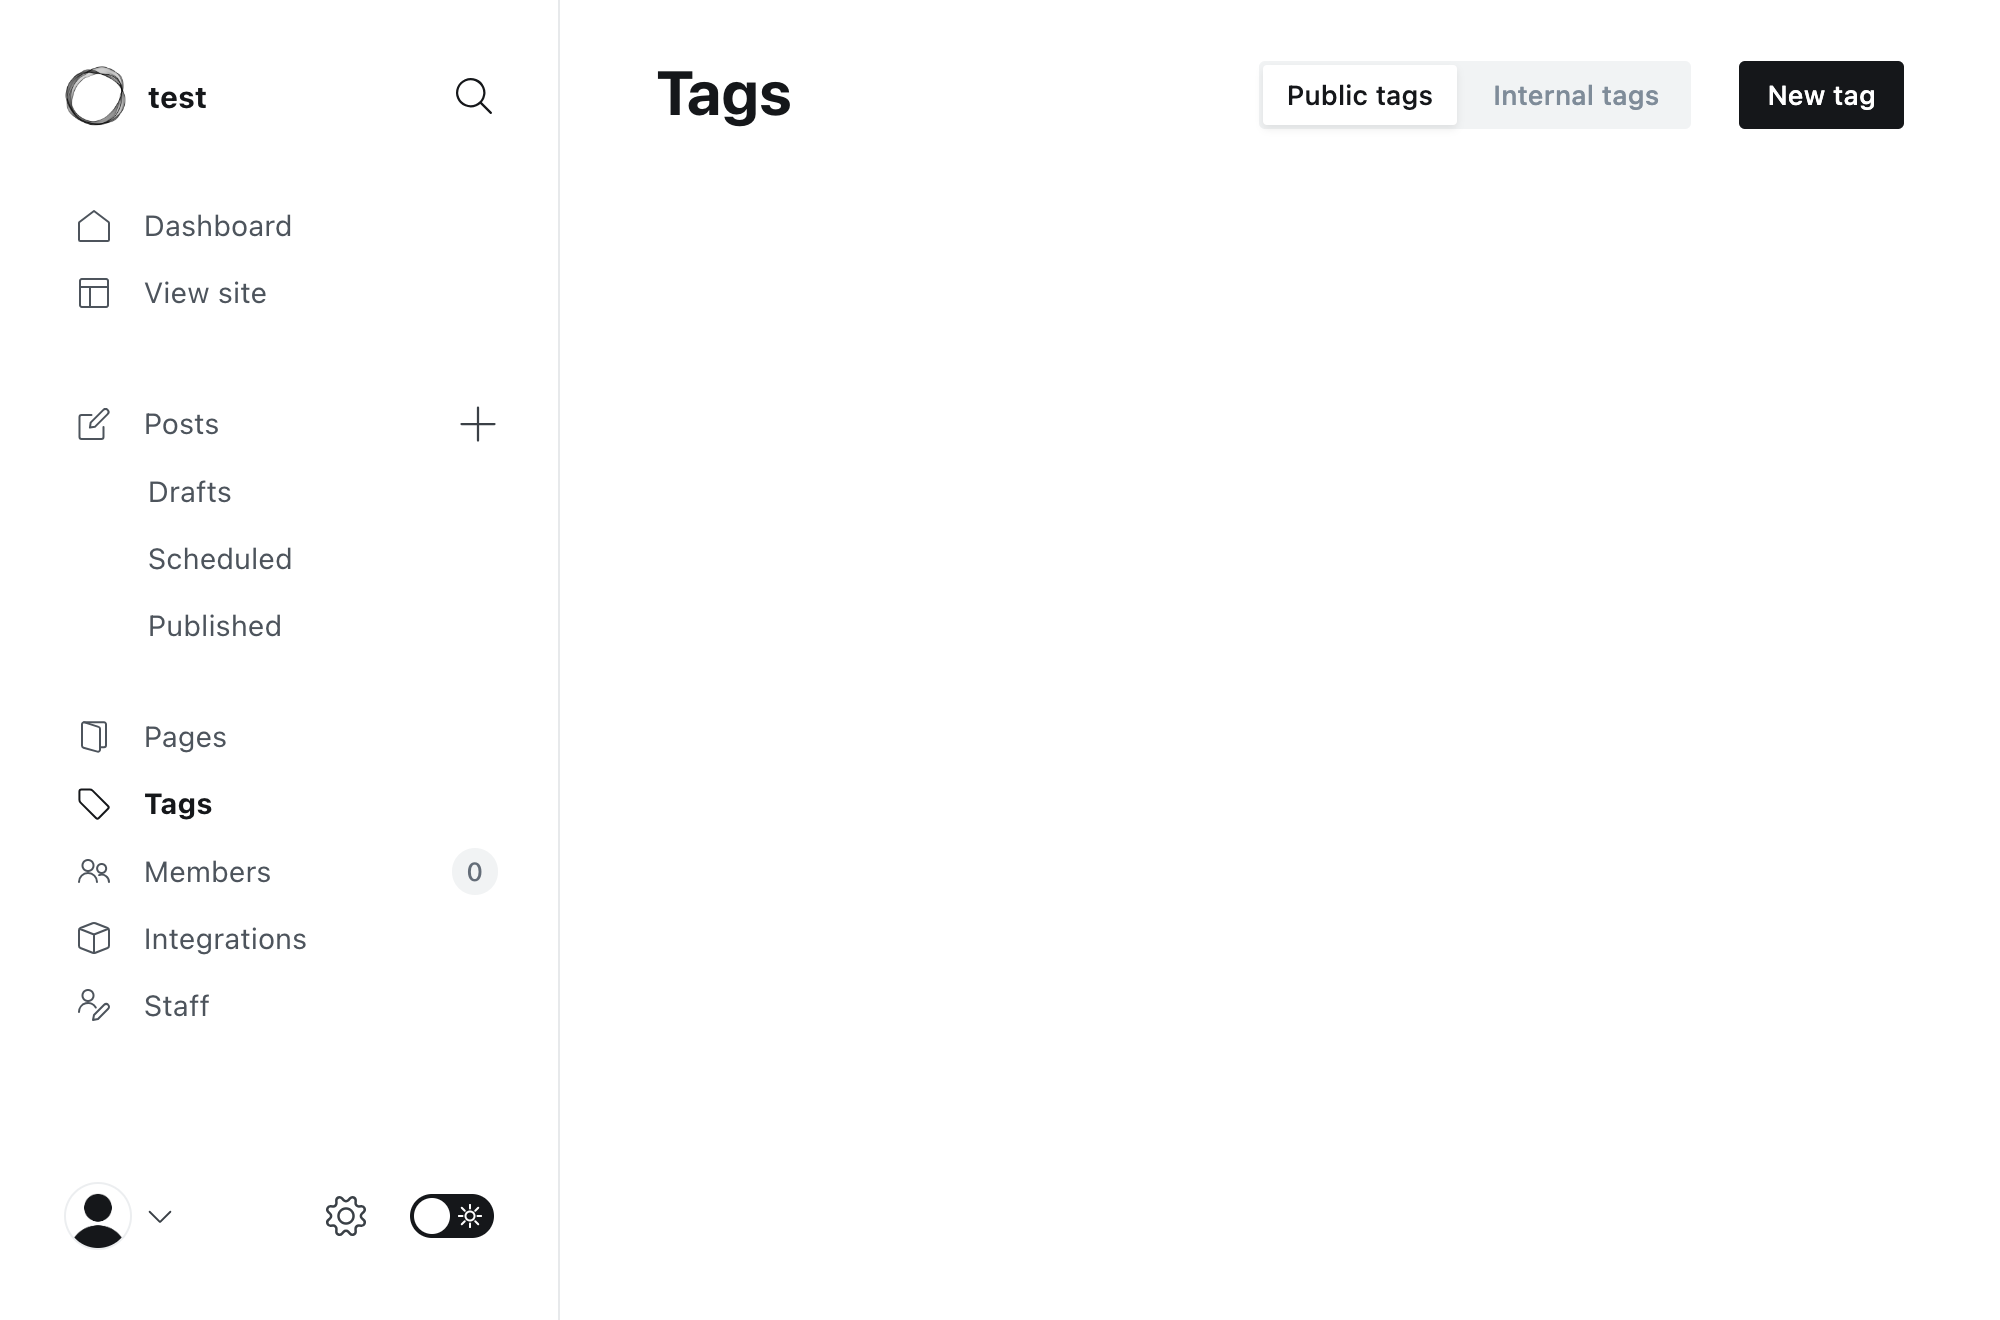 test
Dashboard
View site
Posts
Drafts
Scheduled
Published
Pages
Tags
Members 0
Integrations
Staff
Tags
Public tags Internal tags New tag